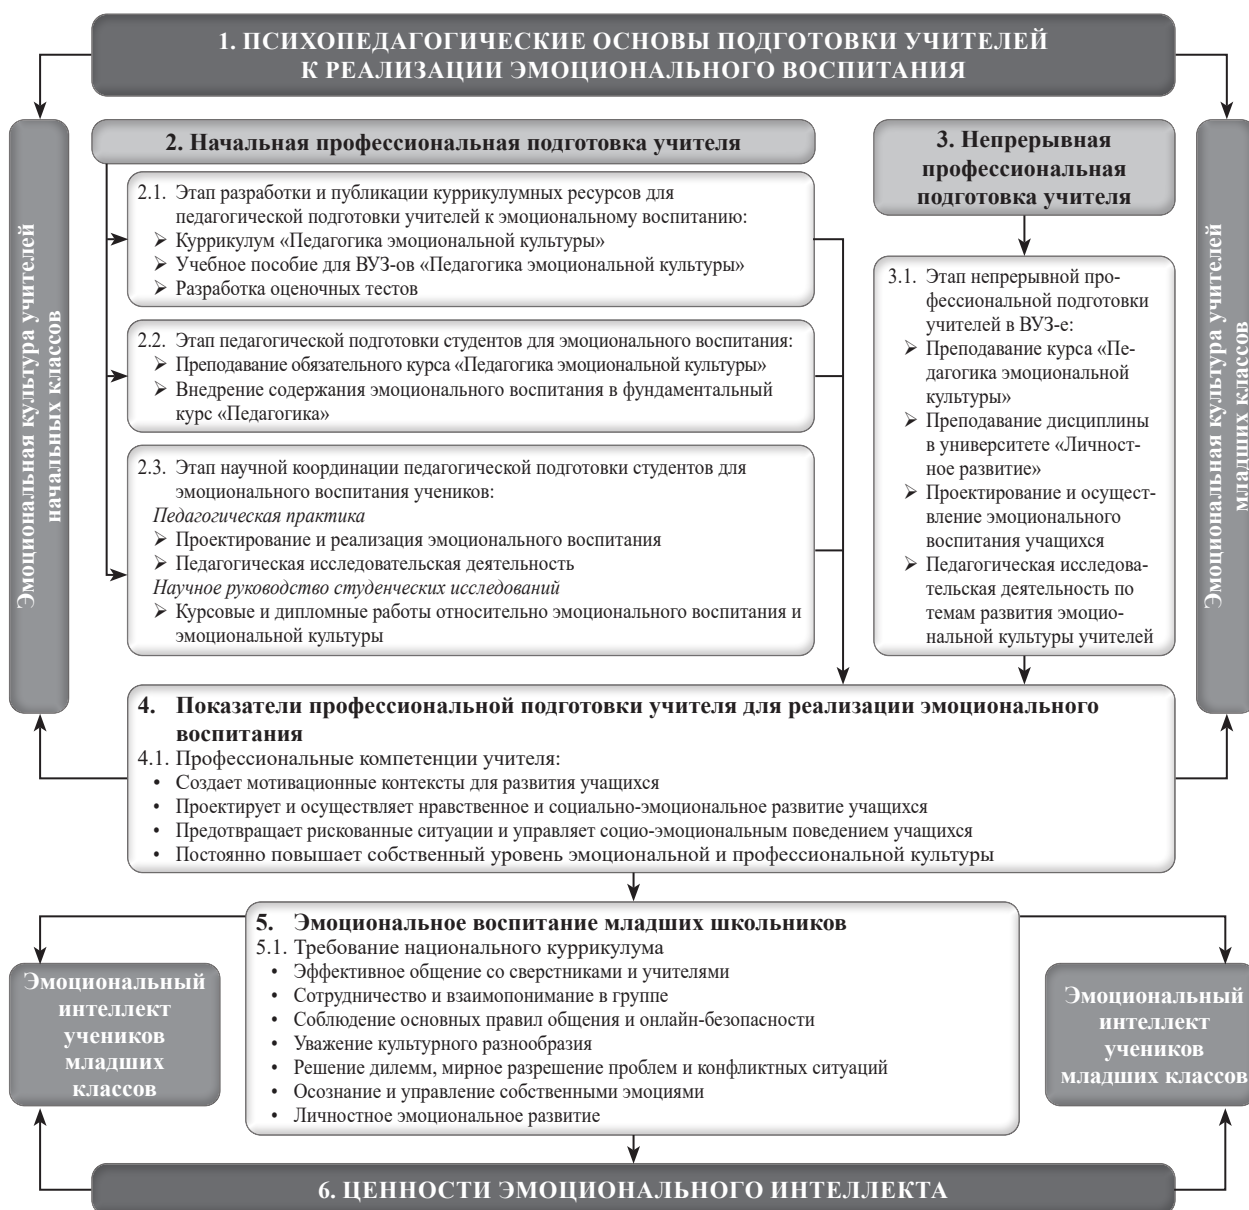 1. ПСИХОПЕДАГОГИЧЕСКИЕ ОСНОВЫ ПОДГОТОВКИ УЧИТЕЛЕЙ
К РЕАЛИЗАЦИИ ЭМОЦИОНАЛЬНОГО ВОСПИТАНИЯ
Эмоциональная культура учителей
начальных классов
2. Начальная профессиональная подготовка учителя
2.1. Этап разработки и публикации куррикулумных ресурсов для
педагогической подготовки учителей к эмоциональному воспитанию:
➢ Куррикулум «Педагогика эмоциональной культуры»
➢ Учебное пособие для ВУЗ-ов «Педагогика эмоциональной культуры»
➢ Разработка оценочных тестов
2.2. Этап педагогической подготовки студентов для эмоционального воспитания:
➢ Преподавание обязательного курса «Педагогика эмоциональной культуры»
➢ Внедрение содержания эмоционального воспитания в фундаментальный
курс «Педагогика»
2.3. Этап научной координации педагогической подготовки студентов для
эмоционального воспитания учеников:
Педагогическая практика
➢ Проектирование и реализация эмоционального воспитания
➢ Педагогическая исследовательская деятельность
Научное руководство студенческих исследований
➢ Курсовые и дипломные работы относительно эмоционального воспитания и
эмоциональной культуры
3. Непрерывная
профессиональная
подготовка учителя
3.1. Этап непрерывной про-
фессиональной подготовки
учителей в ВУЗ-е:
➢ Преподавание курса «Пе-
дагогика эмоциональной
культуры»
➢ Преподавание дисциплины
в университете «Личност-
ное развитие»
➢ Проектирование и осущест-
вление эмоционального
воспитания учащихся
➢ Педагогическая исследова-
тельская деятельность по
темам развития эмоцио-
нальной культуры учителей
Эмоциональная культура учителей
младших классов
4. Показатели профессиональной подготовки учителя для реализации эмоционального
воспитания
4.1. Профессиональные компетенции учителя:
• Создает мотивационные контексты для развития учащихся
• Проектирует и осуществляет нравственное и социально-эмоциональное развитие учащихся
• Предотвращает рискованные ситуации и управляет социо-эмоциональным поведением учащихся
• Постоянно повышает собственный уровень эмоциональной и профессиональной культуры
5. Эмоциональное воспитание младших школьников
5.1. Требование национального куррикулума
• Эффективное общение со сверстниками и учителями
• Сотрудничество и взаимопонимание в группе
• Соблюдение основных правил общения и онлайн-безопасности
• Уважение культурного разнообразия
• Решение дилемм, мирное разрешение проблем и конфликтных ситуаций
• Осознание и управление собственными эмоциями
• Личностное эмоциональное развитие
Эмоциональный
интеллект
учеников
младших
классов
Эмоциональный
интеллект
учеников
младших классов
6. ЦЕННОСТИ ЭМОЦИОНАЛЬНОГО ИНТЕЛЛЕКТА